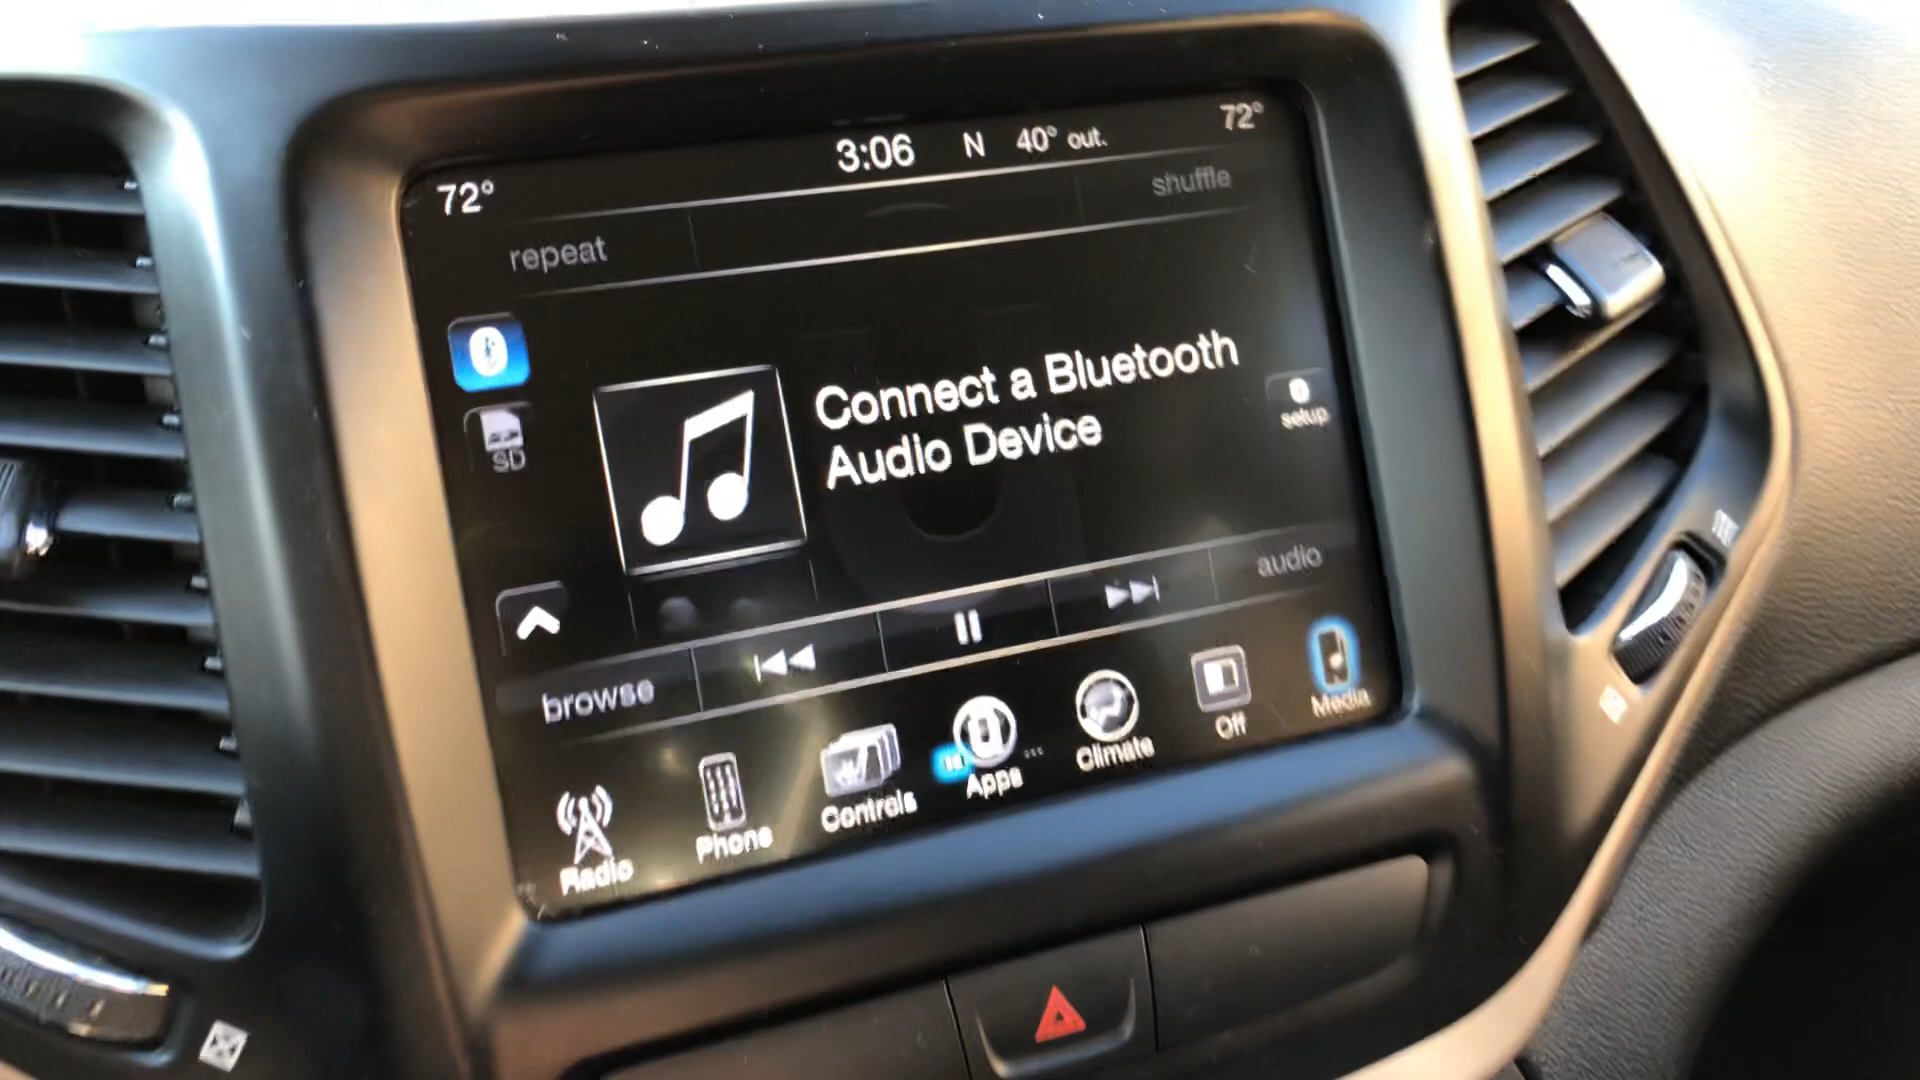 72°
3:06 N 40° out.
72°
repeat
shuffle
SD
Connect a Bluetooth
Audio Device
setup
browse
audio
Radio
Phone
Controls
Apps
Climate
Off
Media